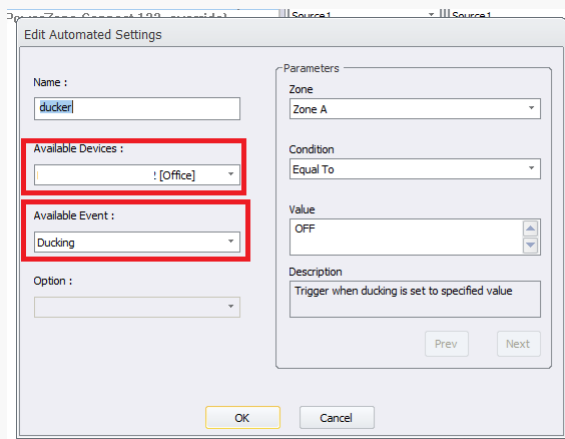 Source1
Source1
Edit Automated Settings
Name :
ducker
Available Devices :
[Office]
Available Event :
Ducking
Option :
Parameters
Zone
Zone A
Condition
Equal To
Value
OFF
Description
Trigger when ducking is set to specified value
Prev
Next
OK
Cancel